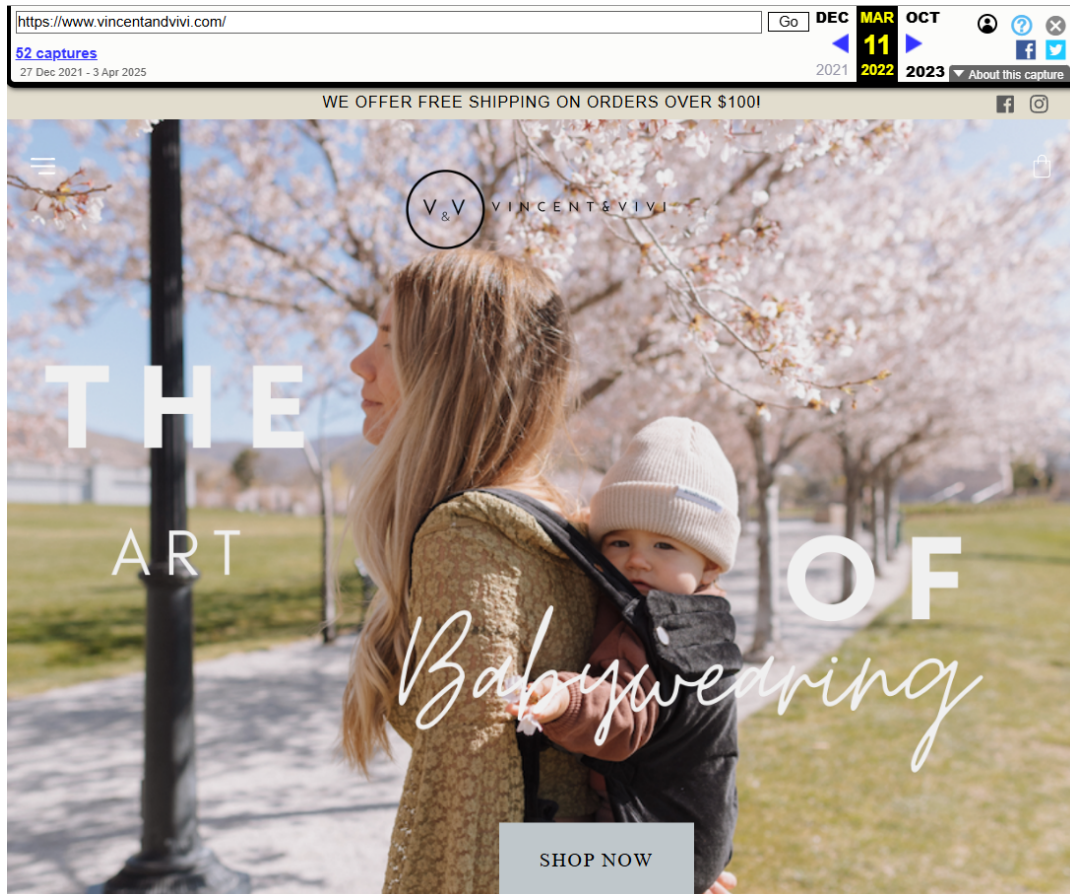 https://www.vincentandvivi.com/
Go
DEC MAR OCT
52 captures
11
27 Dec 2021 - 3 Apr 2025
2021 2022 2023
About this capture
WE OFFER FREE SHIPPING ON ORDERS OVER $100!
V&V VINCENT&VIVI
THE
ART
OF
Babywearing
SHOP NOW